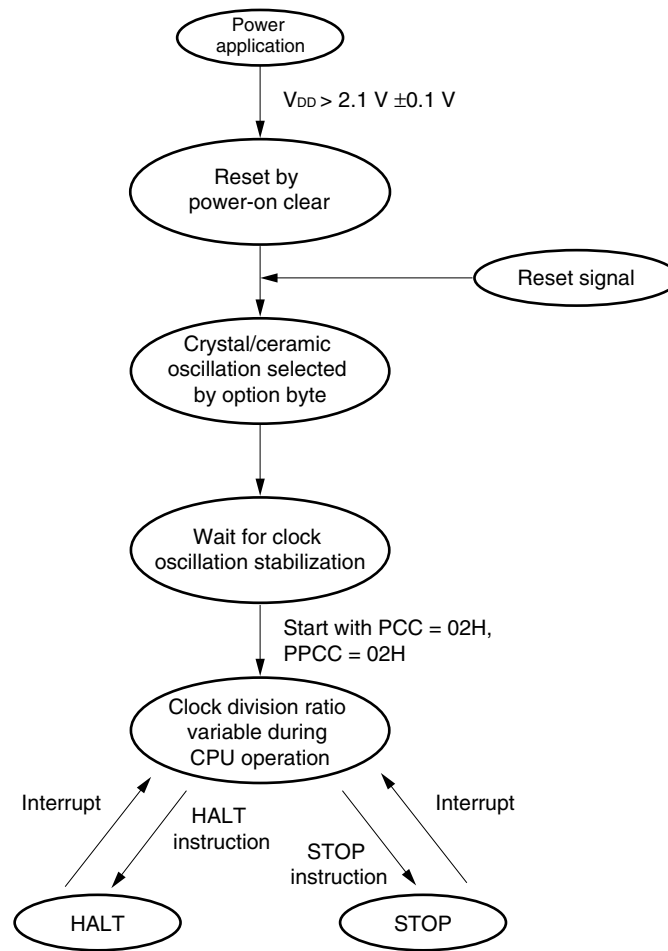 Power
application
VDD > 2.1 V ±0.1 V
Reset by
power-on clear
Reset signal
Crystal/ceramic
oscillation selected
by option byte
Wait for clock
oscillation stabilization
Start with PCC = 02H,
PPCC = 02H
Clock division ratio
variable during
CPU operation
Interrupt
HALT
instruction
STOP
instruction
Interrupt
HALT
STOP